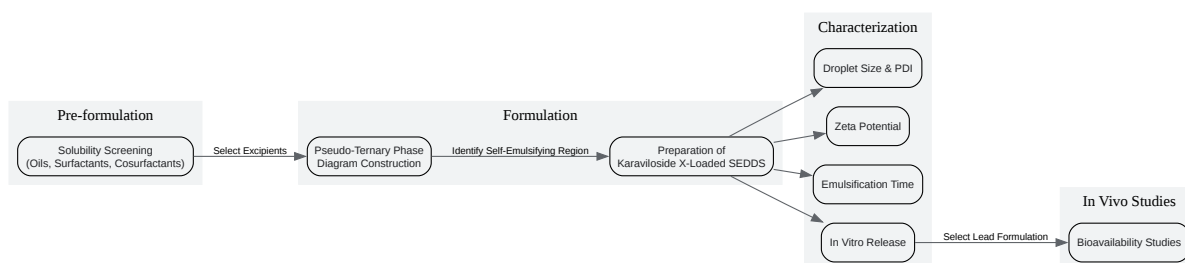 Pre-formulation
Solubility Screening
(Oils, Surfactants, Cosurfactants)
Select Excipients
Formulation
Pseudo-Ternary Phase
Diagram Construction
Identify Self-Emulsifying Region
Preparation of
Karaviloside X-Loaded SEDDS
Characterization
Droplet Size & PDI
Zeta Potential
Emulsification Time
In Vitro Release
Select Lead Formulation
In Vivo Studies
Bioavailability Studies